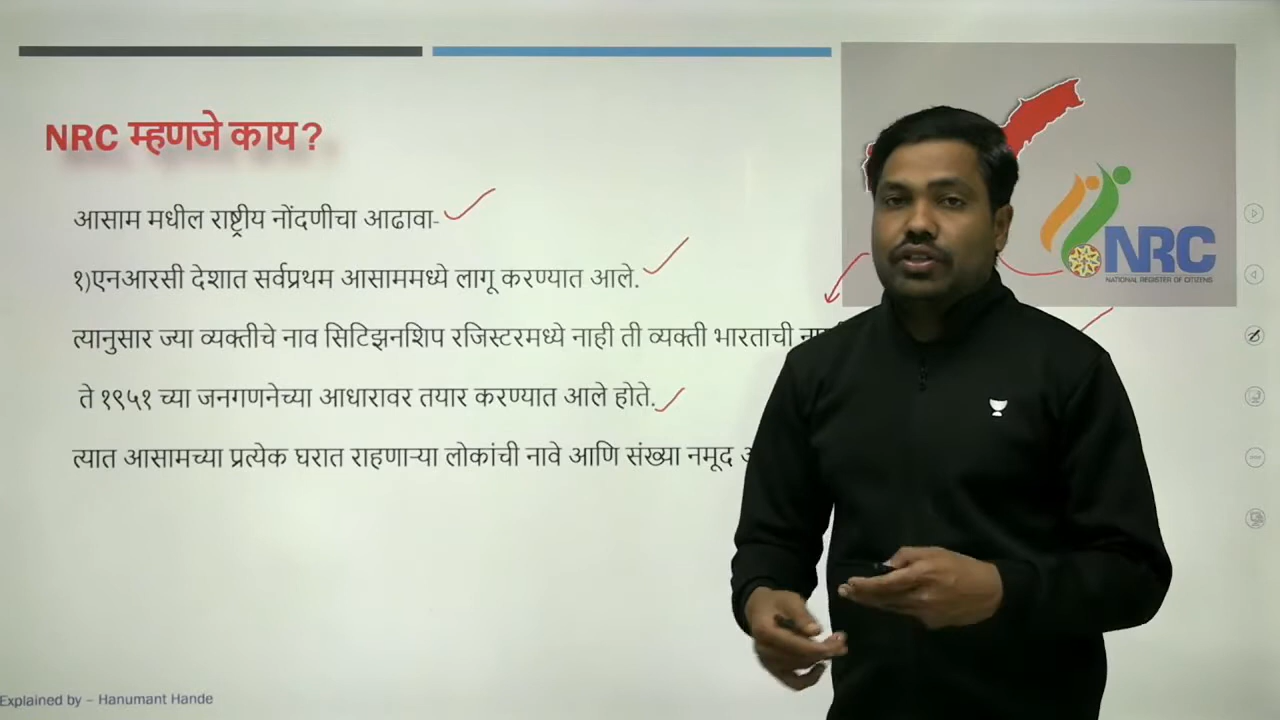 NRC म्हणजे काय?
आसाम मधील राष्ट्रीय नोंदणीचा आढावा-
१)एनआरसी देशात सर्वप्रथम आसाममध्ये लागू करण्यात आले.
त्यानुसार ज्या व्यक्तीचे नाव सिटिझनशिप रजिस्टरमध्ये नाही ती व्यक्ती भारताची
ते १९५१ च्या जनगणनेच्या आधारावर तयार करण्यात आले होते.
त्यात आसामच्या प्रत्येक घरात राहणाऱ्या लोकांची नावे आणि संख्या नमूद
NRC
NATIONAL REGISTER OF CITIZENS
Explained by – Hanumant Hande